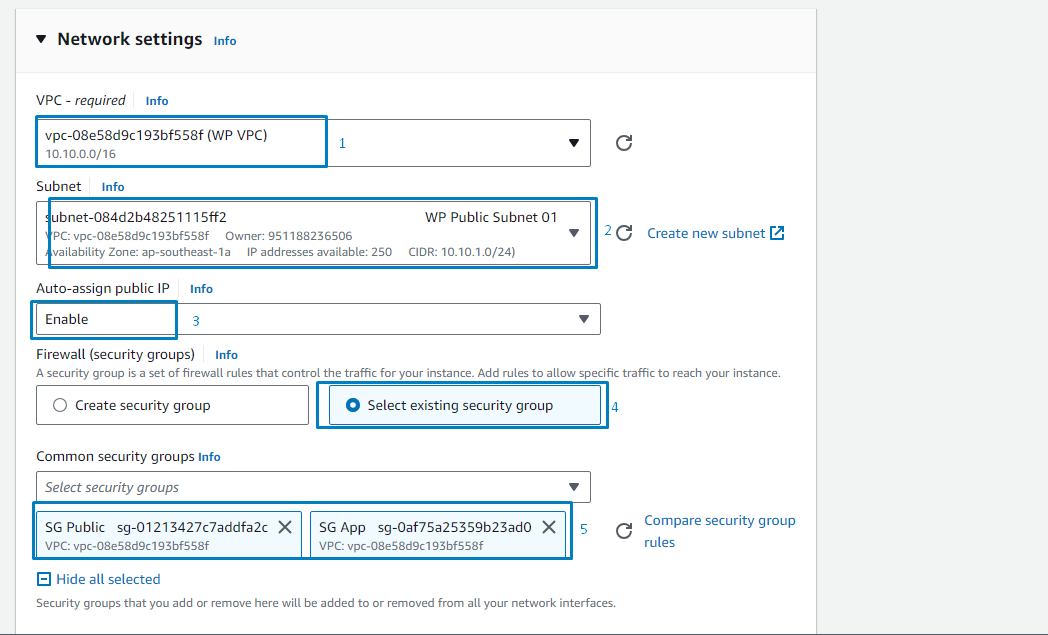 Network settings Info
VPC - required Info
vpc-08e58d9c193bf558f (WP VPC)
10.10.0.0/16
1
Subnet Info
subnet-084d2b48251115ff2 WP Public Subnet 01
VPC: vpc-08e58d9c193bf558f Owner: 951188236506
Availability Zone: ap-southeast-1a IP addresses available: 250 CIDR: 10.10.1.0/24)
2
Create new subnet
Auto-assign public IP Info
Enable 3
Firewall (security groups) Info
A security group is a set of firewall rules that control the traffic for your instance. Add rules to allow specific traffic to reach your instance.
Create security group Select existing security group 4
Common security groups Info
Select security groups
SG Public sg-01213427c7addfa2c
VPC: vpc-08e58d9c193bf558f
SG App sg-0af75a25359b23ad0
VPC: vpc-08e58d9c193bf558f
5
Compare security group
rules
Hide all selected
Security groups that you add or remove here will be added to or removed from all your network interfaces.